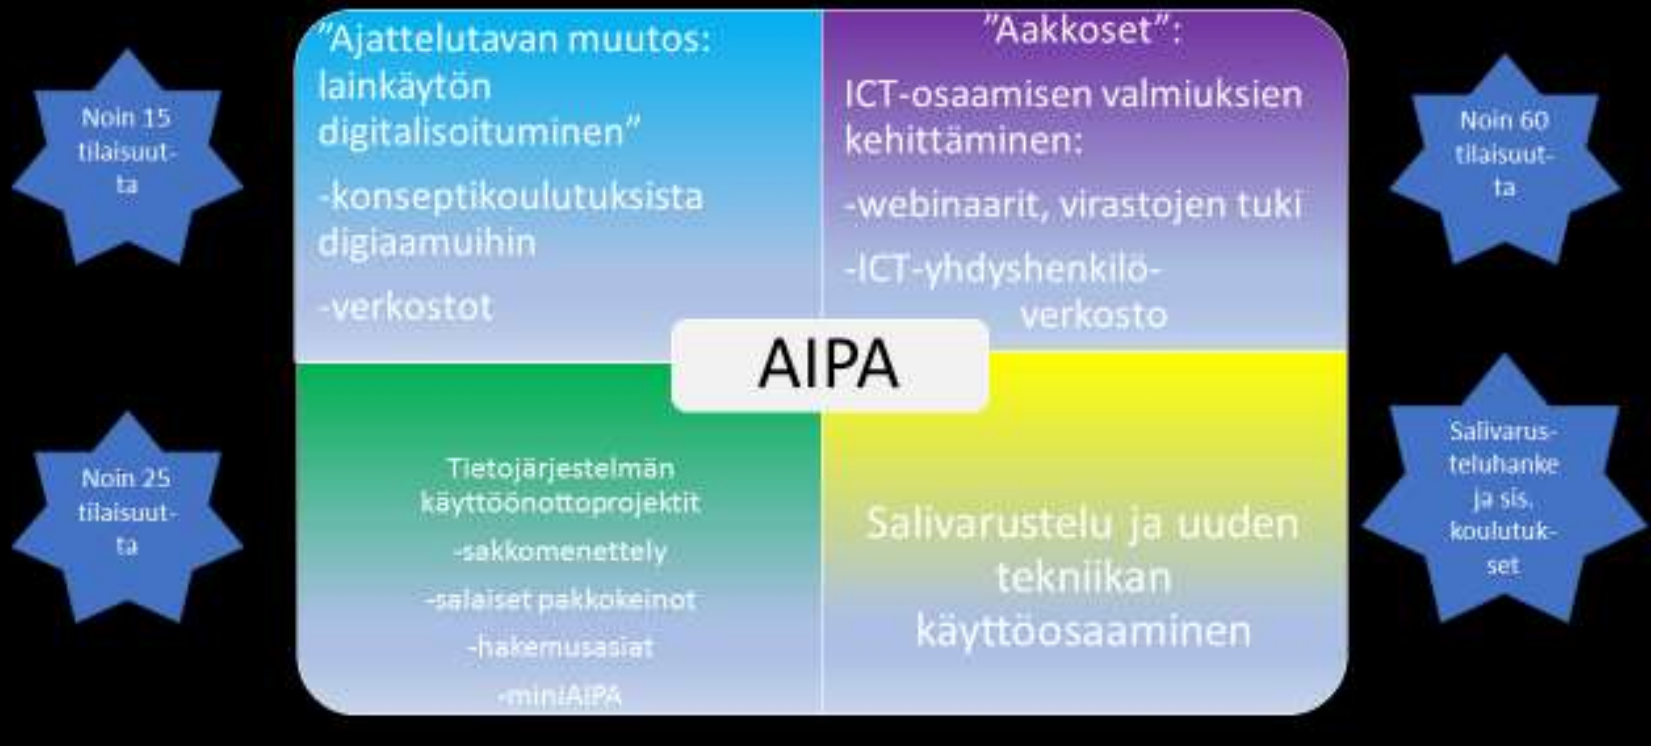 Noin 15
tilaisuut-
ta
”Ajattelutavan muutos:
lainkäytön
digitalisoituminen”
-konseptikoulutuksista
digiaamuihin
-verkostot
”Aakkoset”:
ICT-osaamisen valmiuksien
kehittäminen:
-webinaarit, virastojen tuki
-ICT-yhdyshenkilö-
verkosto
Noin 60
tilaisuut-
ta
AIPA
Noin 25
tilaisuut-
ta
Tietojärjestelmän
käyttöönottoprojektit
-sakkomenettely
-salaiset pakkokeinot
-hakemusasiat
-miniAIPA
Salivarustelu ja uuden
tekniikan
käyttöosaaminen
Salivarus-
teluhanke
ja sis.
koulutuk-
set